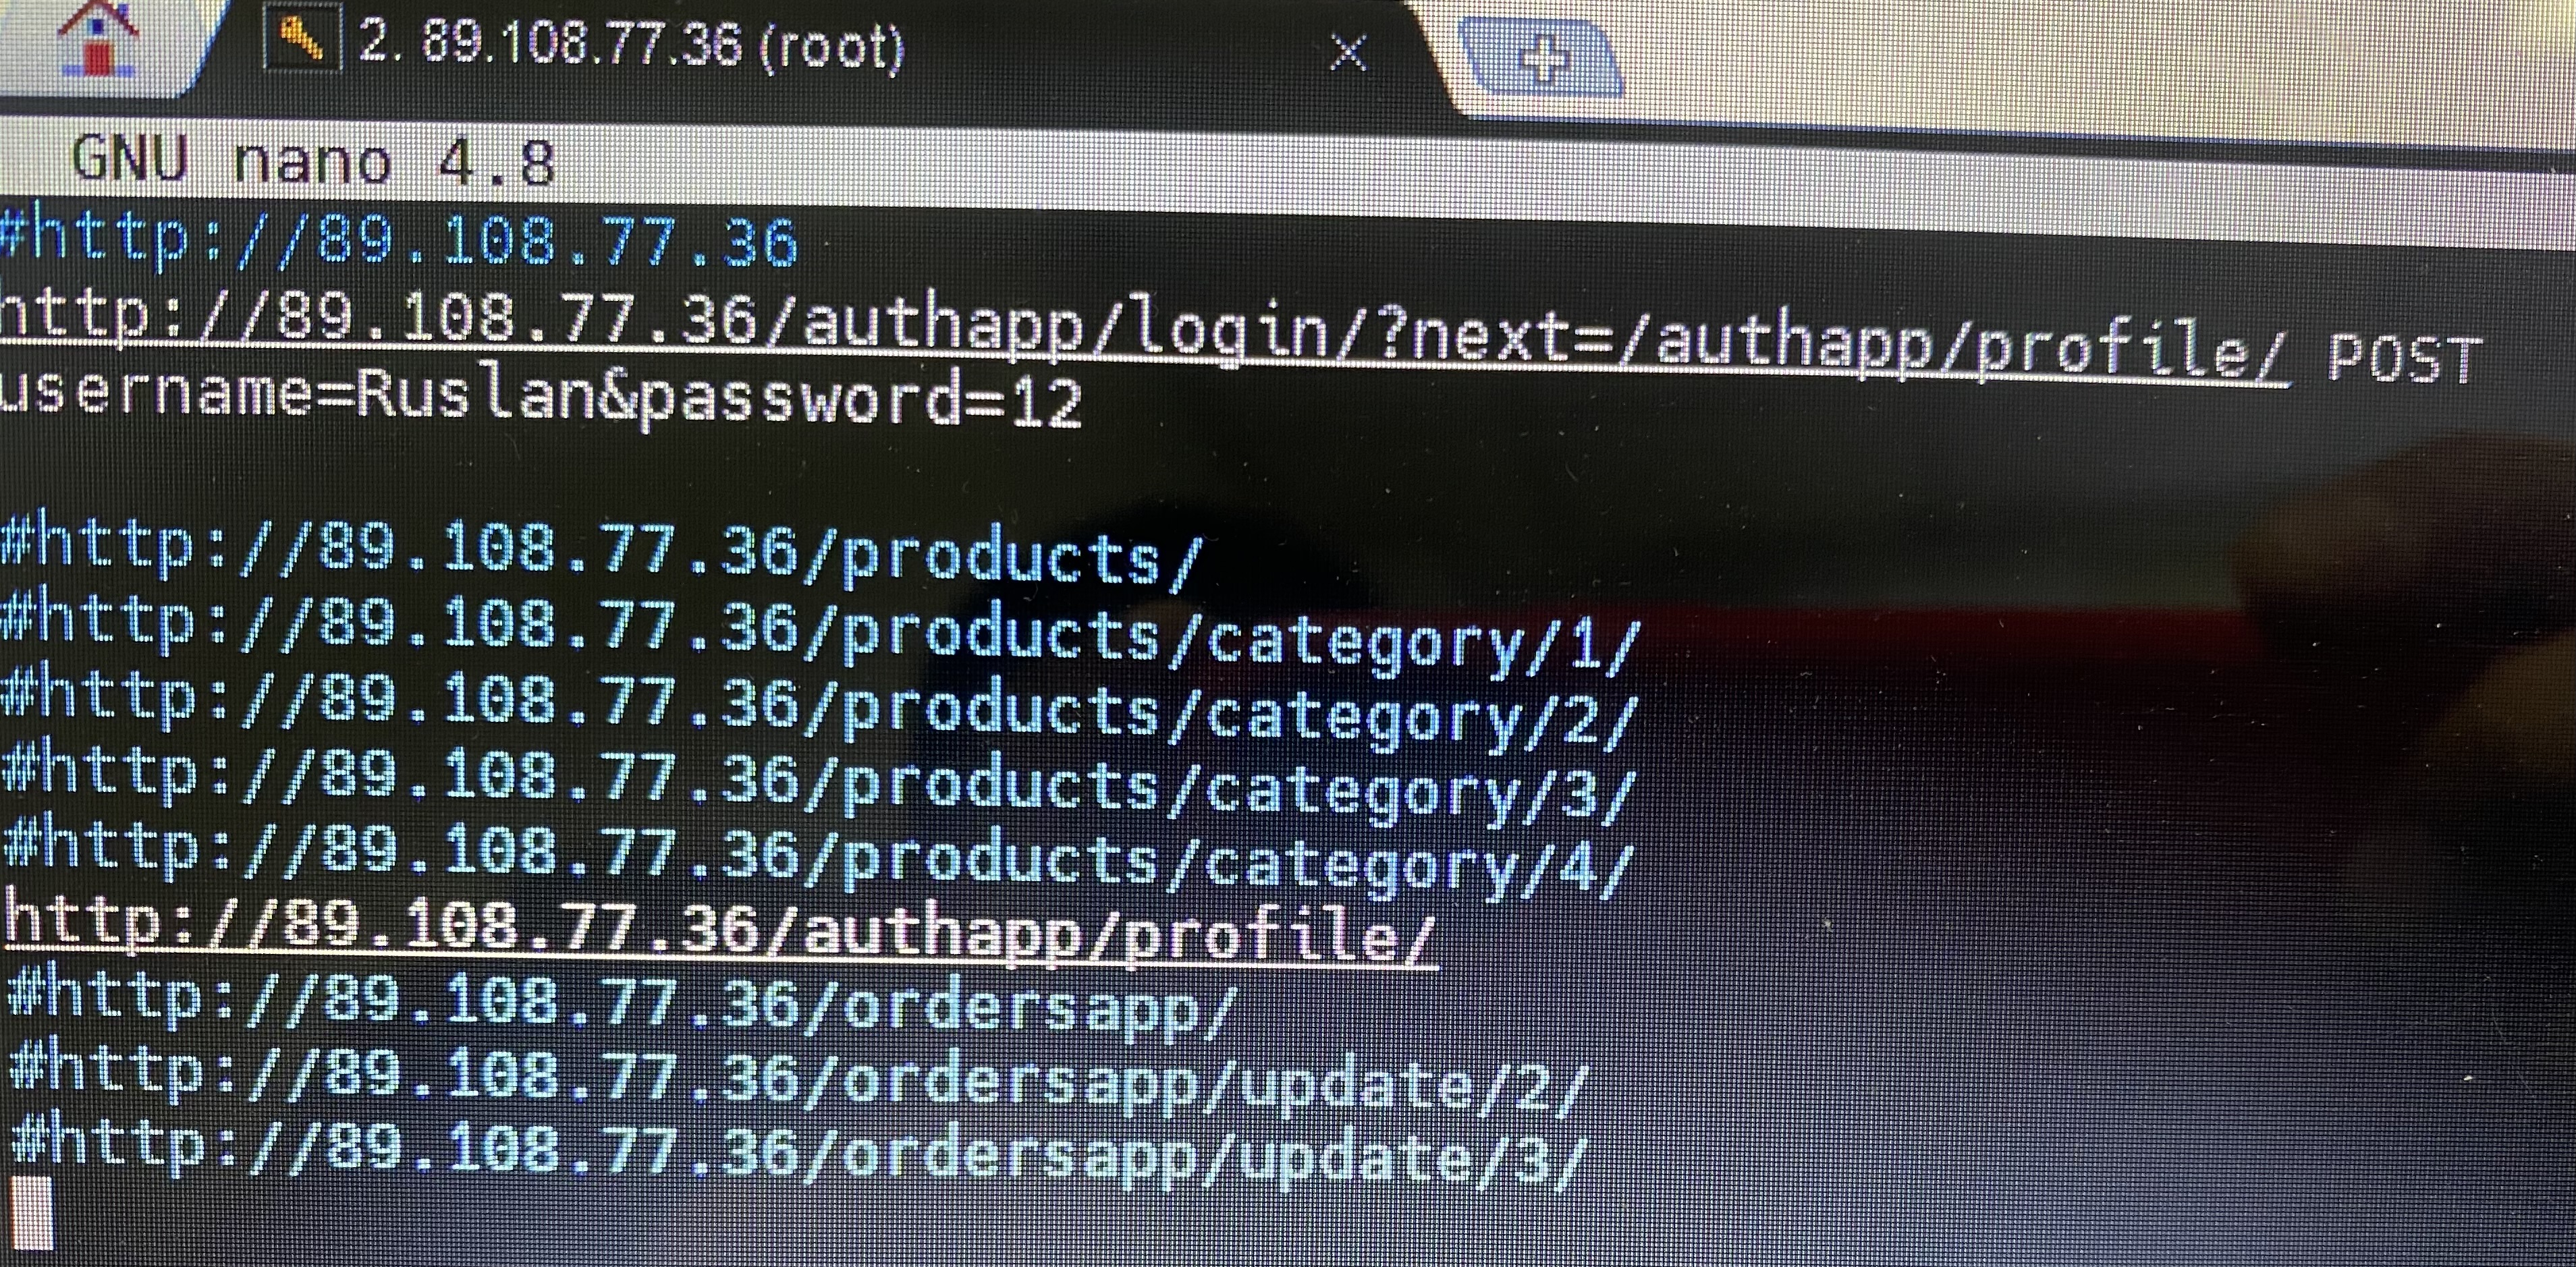 2. 89.108.77.36 (root)
GNU nano 4.8
#http://89.108.77.36
http://89.108.77.36/authapp/login/?next=/authapp/profile/ POST
username=Ruslan&password=12
#http://89.108.77.36/products/
#http://89.108.77.36/products/category/1/
#http://89.108.77.36/products/category/2/
#http://89.108.77.36/products/category/3/
#http://89.108.77.36/products/category/4/
http://89.108.77.36/authapp/profile/
#http://89.108.77.36/ordersapp/
#http://89.108.77.36/ordersapp/update/2/
#http://89.108.77.36/ordersapp/update/3/